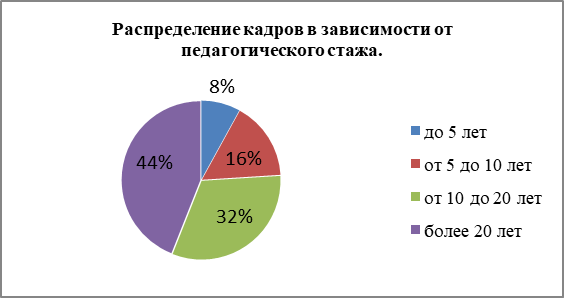 Распределение кадров в зависимости от
педагогического стажа.
8%
16%
44%
32%
до 5 лет
от 5 до 10 лет
от 10 до 20 лет
более 20 лет